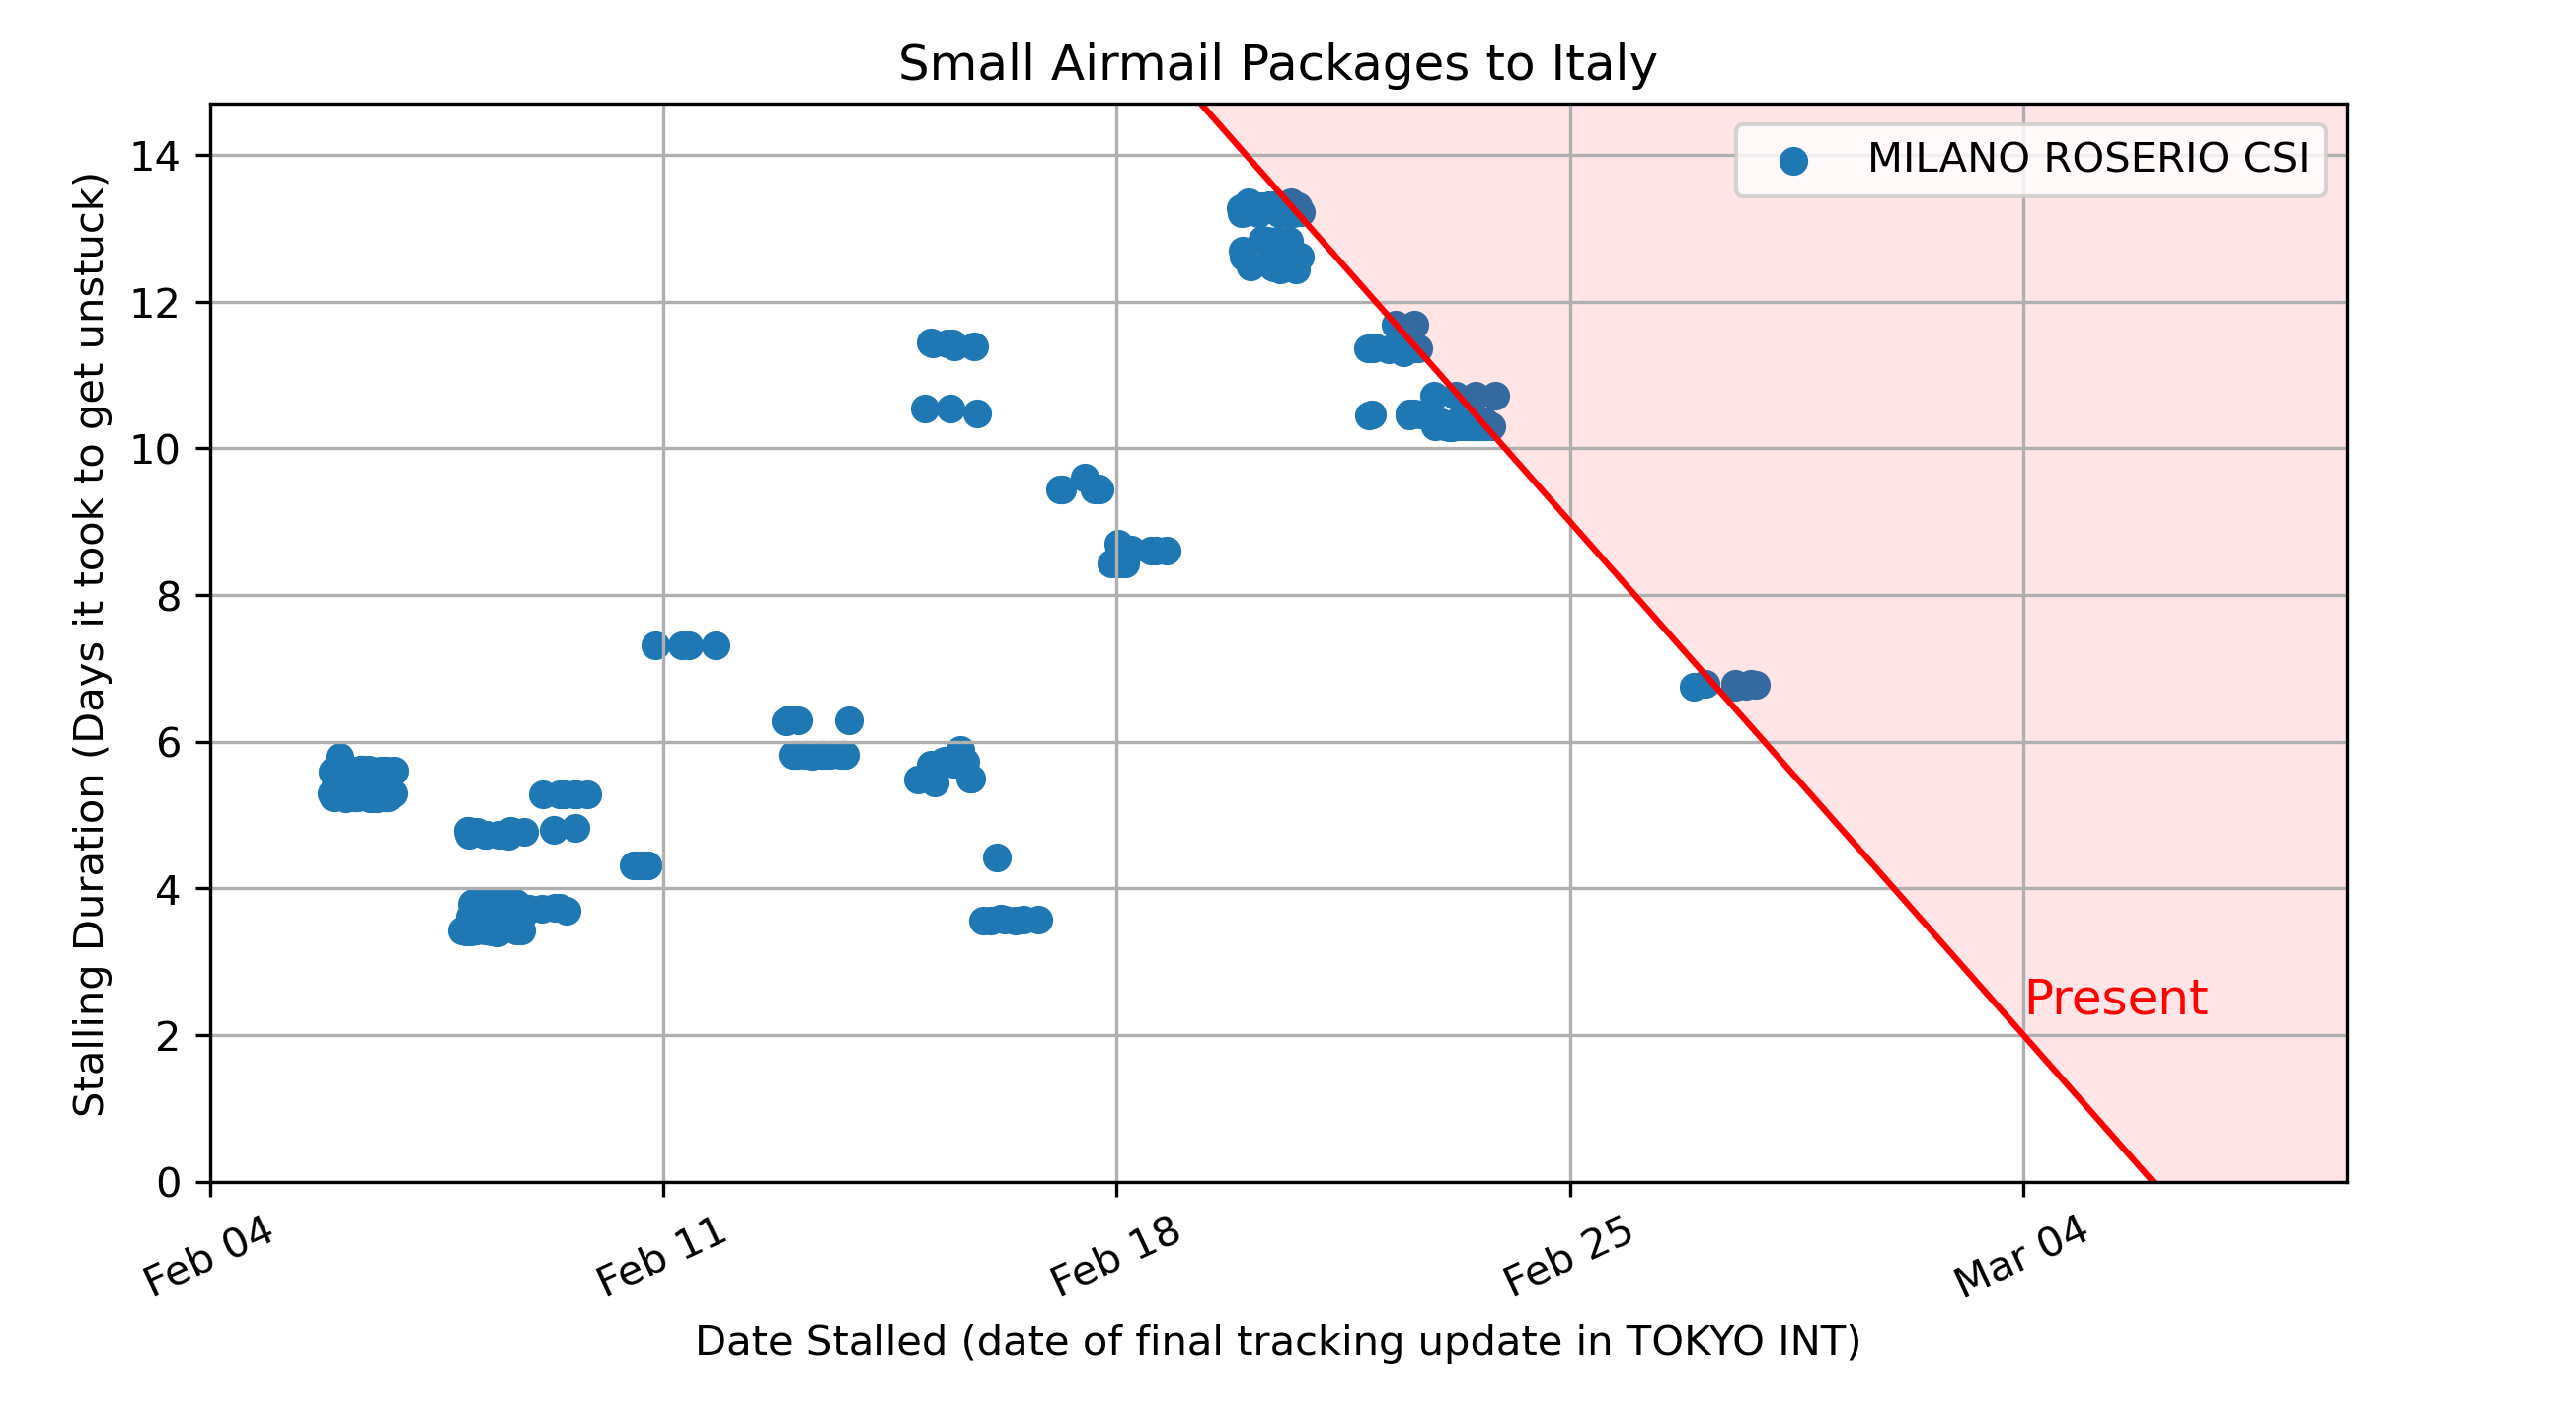 Small Airmail Packages to Italy
MILANO ROSERIO CSI
Stalling Duration (Days it took to get unstuck)
14
12
10
8
6
4
2
0
Present
Feb 04
Feb 11
Feb 18
Feb 25
Mar 04
Date Stalled (date of final tracking update in TOKYO INT)